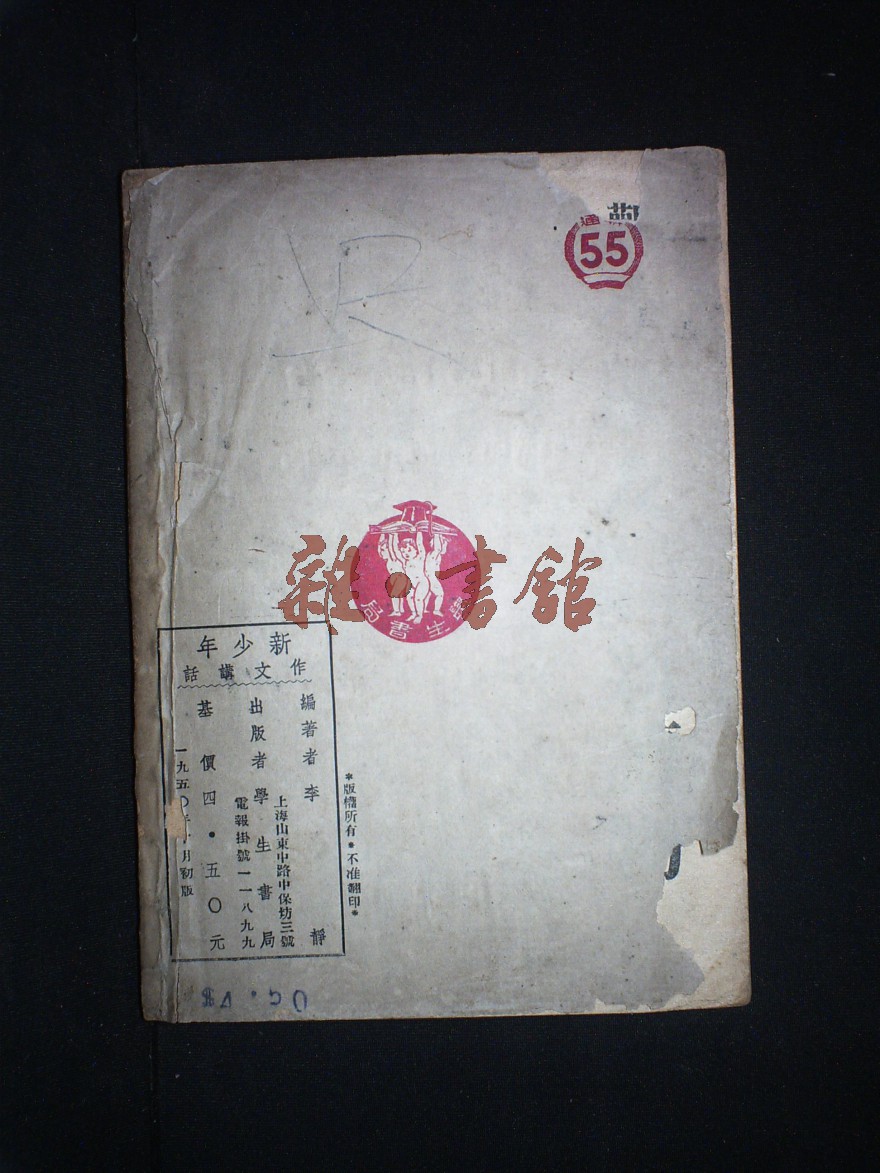 通
55
雜·書館
學生書局
新少年
作文講話
編著者 李 靜
出版者 學生書局
上海山東中路中保坊三號
電報掛號一一八九九
基價四·五〇元
一九五〇年 月初版
*版權所有*不准翻印*
$4.50